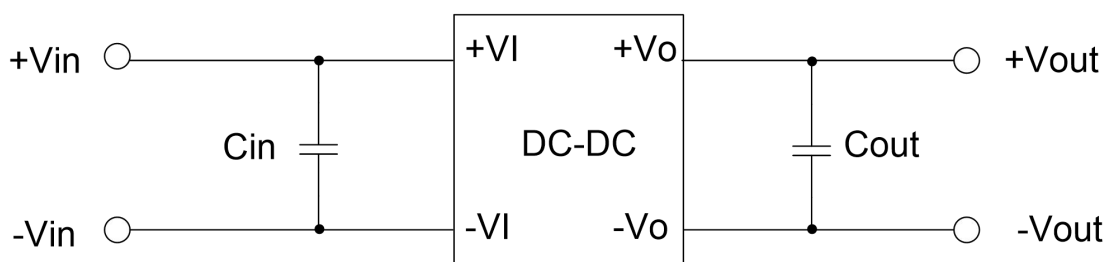 +Vin
+VI
+Vo
+Vout
Cin
DC-DC
Cout
-Vin
-VI
-Vo
-Vout